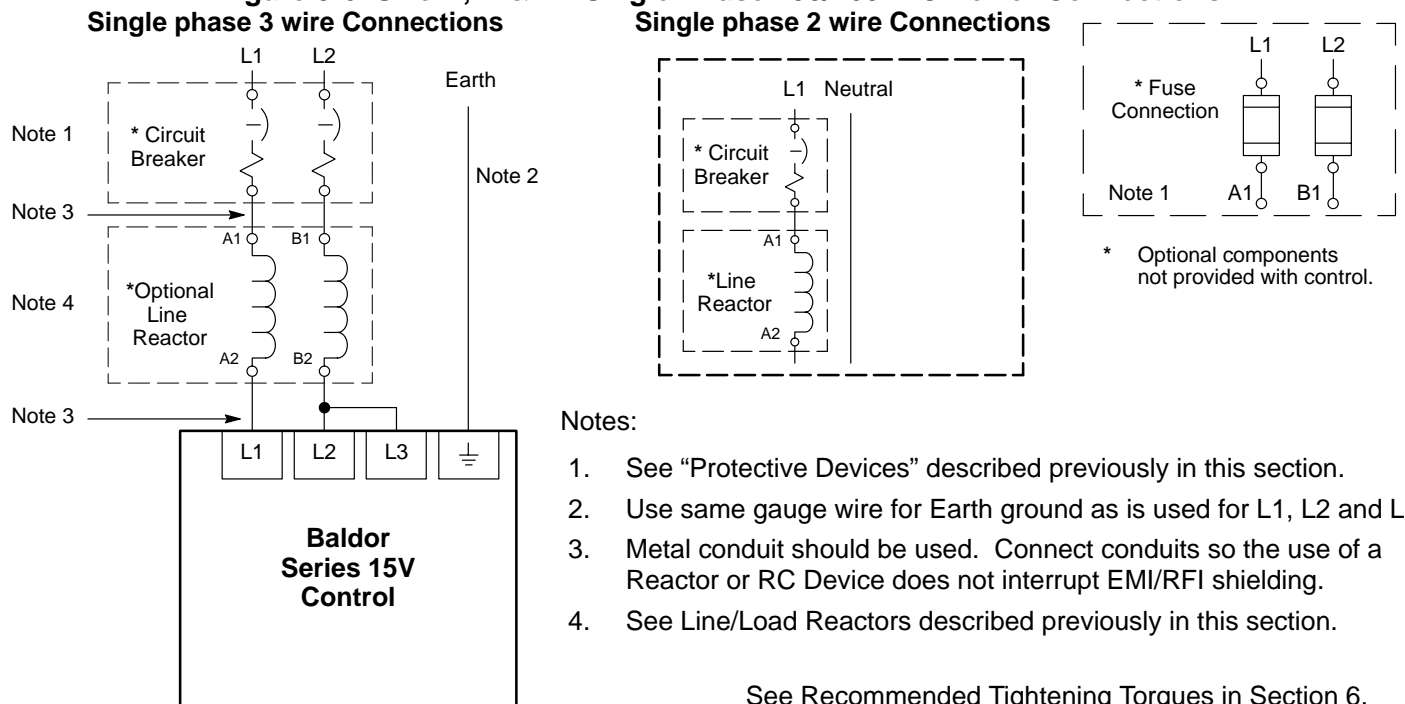 Single phase 3 wire Connections
Single phase 2 wire Connections
L1 L2
Earth
Note 1
* Circuit
Breaker
Note 2
Note 3
A1 B1
Note 4
*Optional
Line
Reactor
A2 B2
Note 3
L1 L2 L3
Baldor
Series 15V
Control
L1 Neutral
* Circuit
Breaker
A1
*Line
Reactor
A2
L1 L2
* Fuse
Connection
Note 1 A1 B1
* Optional components
not provided with control.
Notes:
1. See “Protective Devices” described previously in this section.
2. Use same gauge wire for Earth ground as is used for L1, L2 and L
3. Metal conduit should be used. Connect conduits so the use of a
Reactor or RC Device does not interrupt EMI/RFI shielding.
4. See Line/Load Reactors described previously in this section.
See Recommended Tightening Torques in Section 6.